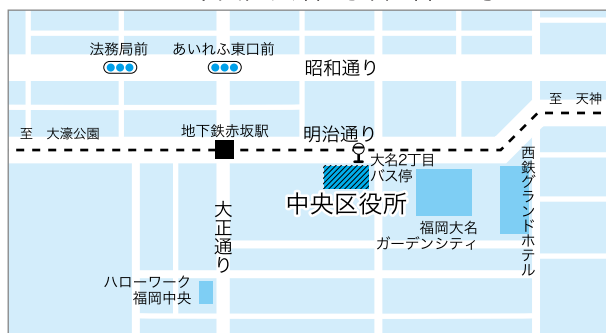 法務局前
あいれふ東口前
昭和通り
至　天神
至　大濠公園
地下鉄赤坂駅
明治通り
大名2丁目
バス停
中央区役所
西鉄グランドホテル
大正通り
福岡大名
ガーデンシティ
ハローワーク
福岡中央